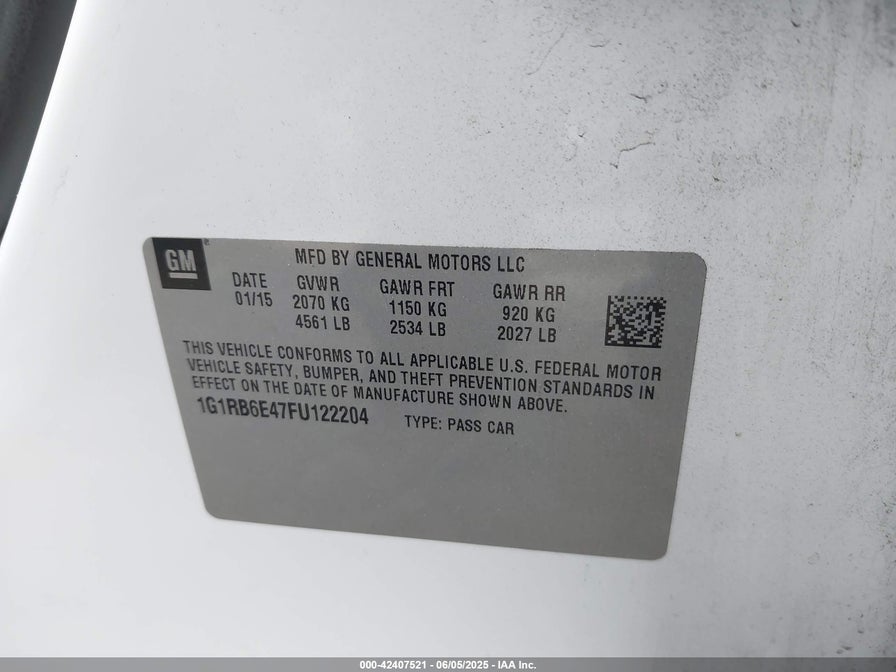 GM
MFD BY GENERAL MOTORS LLC
DATE GVWR GAWR FRT GAWR RR
01/15 2070 KG 1150 KG 920 KG
4561 LB 2534 LB 2027 LB
THIS VEHICLE CONFORMS TO ALL APPLICABLE U.S. FEDERAL MOTOR
VEHICLE SAFETY, BUMPER, AND THEFT PREVENTION STANDARDS IN
EFFECT ON THE DATE OF MANUFACTURE SHOWN ABOVE.
1G1RB6E47FU122204 TYPE: PASS CAR
000-42407521 - 06/05/2025 - IAA Inc.